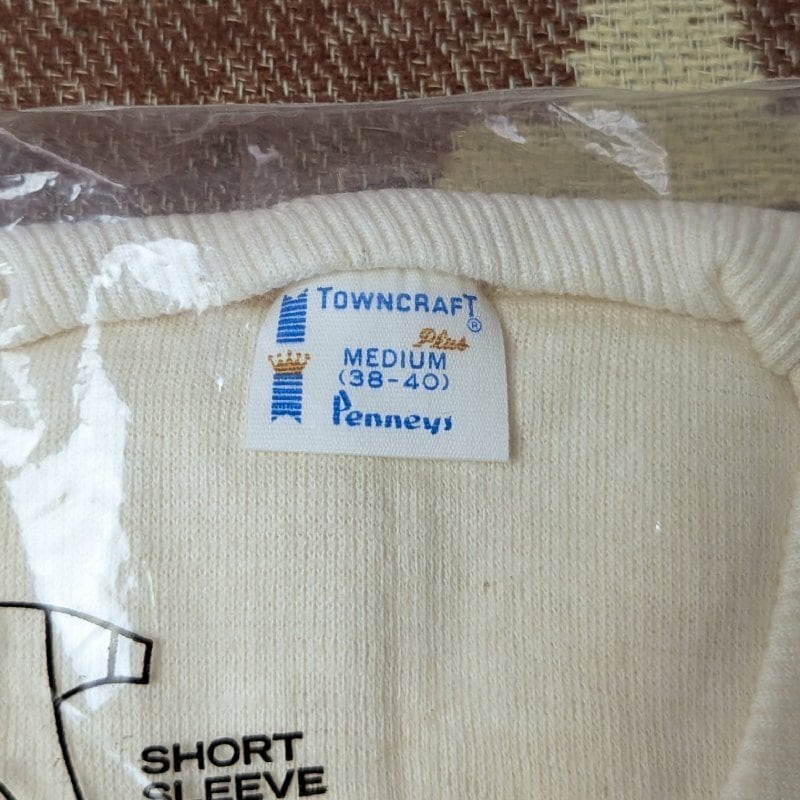 TOWNCRAFT®
Plus
MEDIUM
(38-40)
Penneys
SHORT
SLEEVE